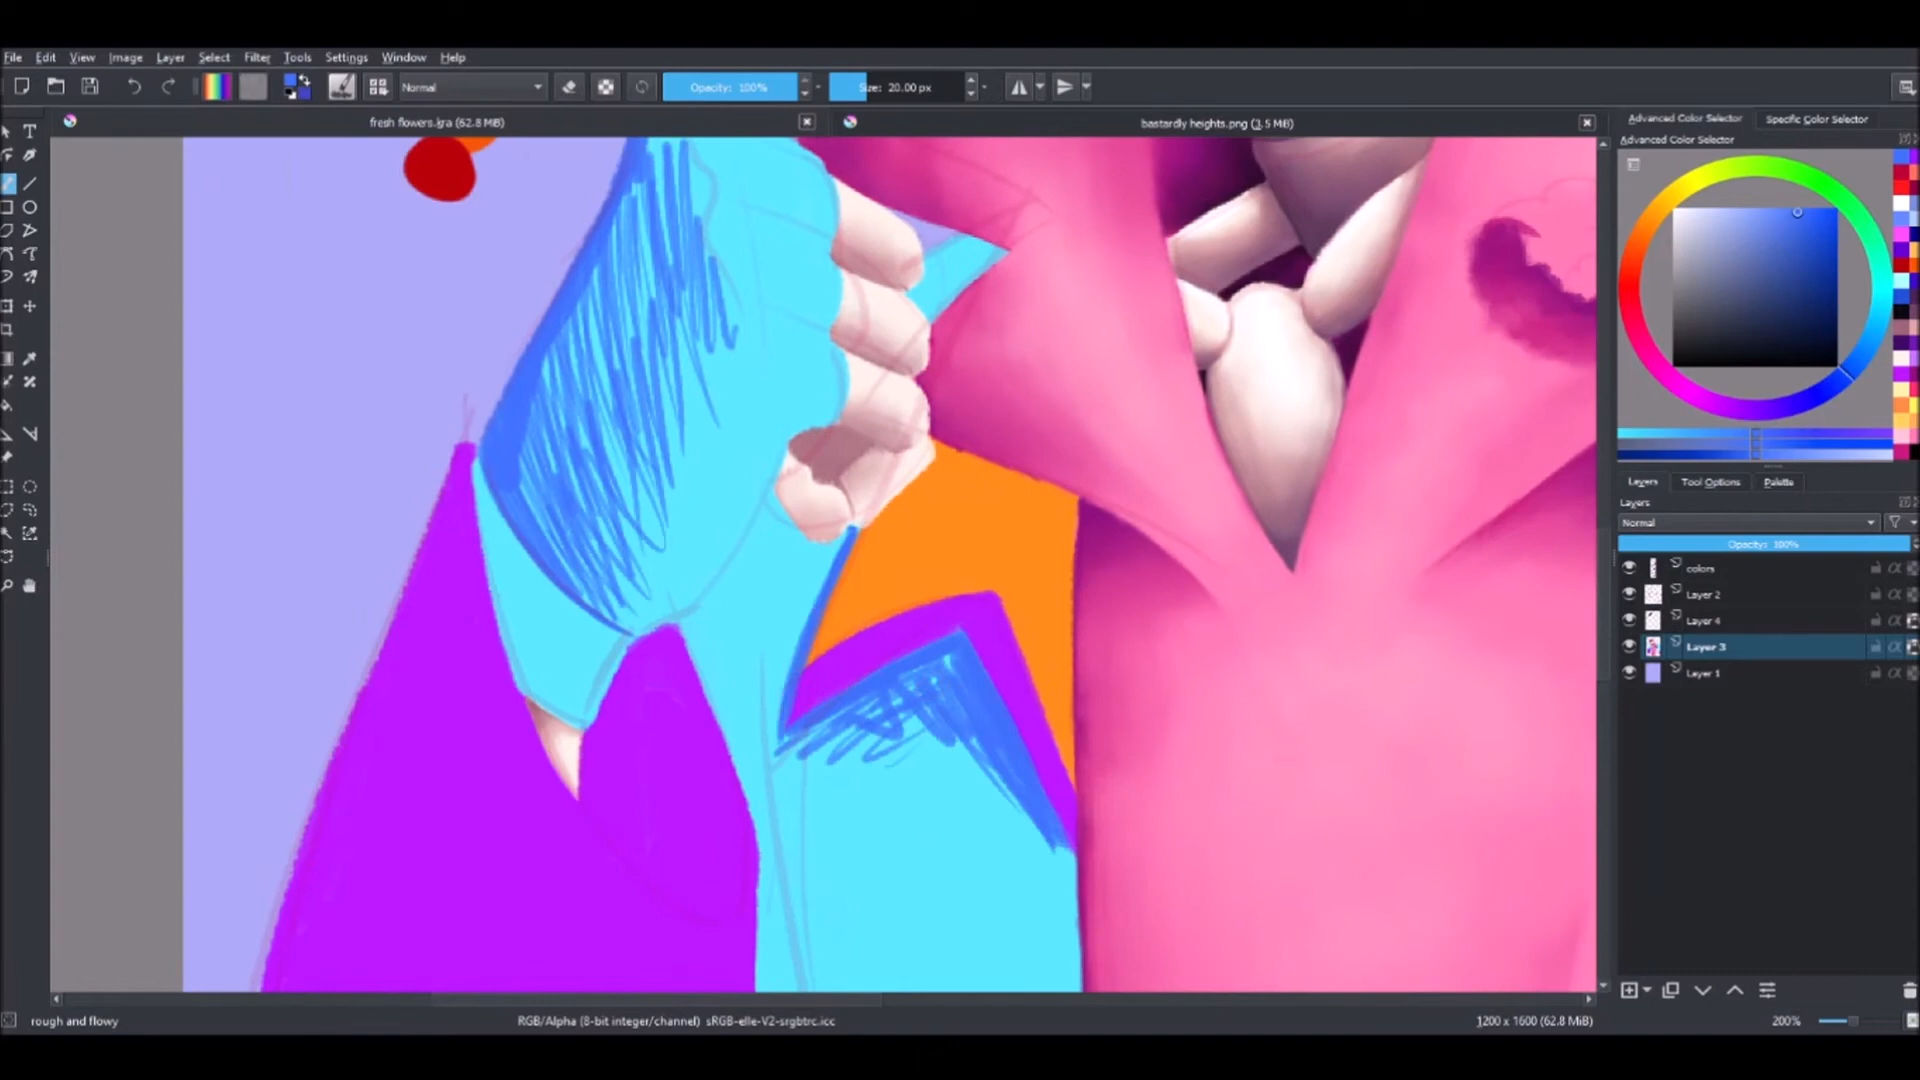 File Edit View Image Layer Select Filter Tools Settings Window Help
Normal Opacity: 100% Size: 20.00 px
fresh flowers.kra (62.8 MiB)
bastardly heights.png (3.5 MiB)
Advanced Color Selector Specific Color Selector
Advanced Color Selector
Layers Tool Options Palette
Layers
Normal
Opacity: 100%
colors
Layer 2
Layer 4
Layer 3
Layer 1
rough and flowy RGB/Alpha (8-bit integer/channel) sRGB-elle-V2-srgbtrc.icc 1200 x 1600 (62.8 MiB) 200%